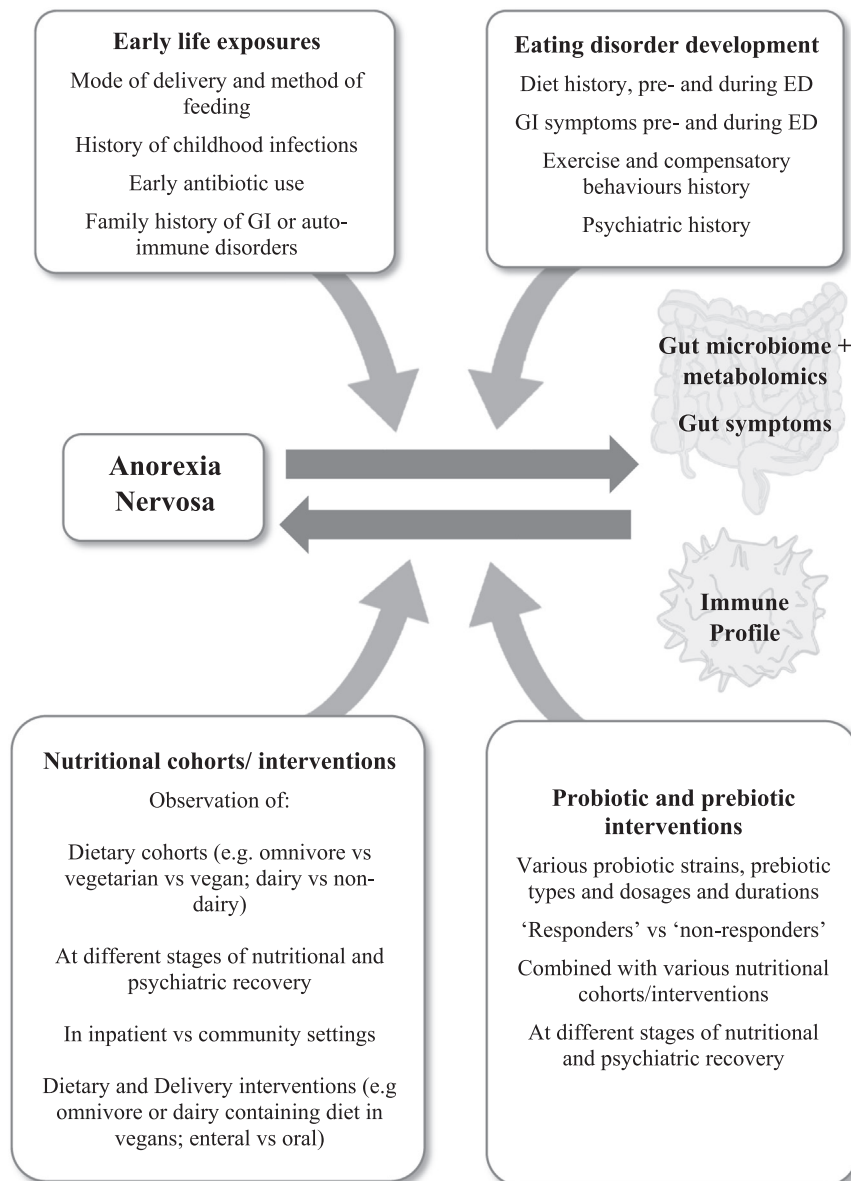 Early life exposures
Mode of delivery and method of
feeding
History of childhood infections
Early antibiotic use
Family history of GI or auto-
immune disorders
Eating disorder development
Diet history, pre- and during ED
GI symptoms pre- and during ED
Exercise and compensatory
behaviours history
Psychiatric history
Gut microbiome +
metabolomics
Gut symptoms
Anorexia
Nervosa
Immune
Profile
Nutritional cohorts/ interventions
Observation of:
Dietary cohorts (e.g. omnivore vs
vegetarian vs vegan; dairy vs non-
dairy)
At different stages of nutritional and
psychiatric recovery
In inpatient vs community settings
Dietary and Delivery interventions (e.g
omnivore or dairy containing diet in
vegans; enteral vs oral)
Probiotic and prebiotic
interventions
Various probiotic strains, prebiotic
types and dosages and durations
‘Responders’ vs ‘non-responders’
Combined with various nutritional
cohorts/interventions
At different stages of nutritional
and psychiatric recovery